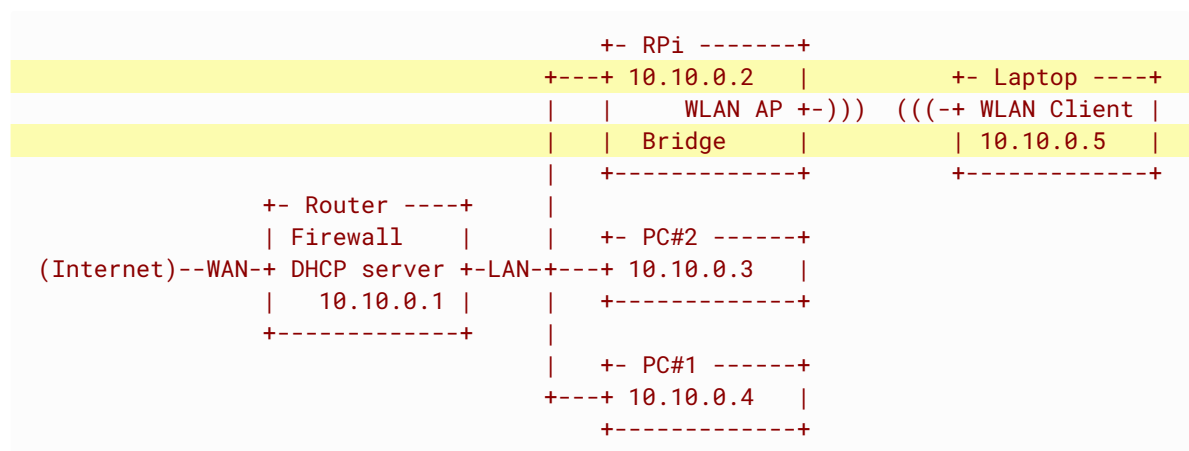 +- RPi -------+
                                    +---+ 10.10.0.2   |          +- Laptop ----+
                                    |   |     WLAN AP +-)))  (((-+ WLAN Client |
                                    |   |  Bridge     |          | 10.10.0.5   |
                                    |   +-------------+          +-------------+
                +- Router ----+     |
                | Firewall    |     |   +- PC#2 ------+
(Internet)--WAN-+ DHCP server +-LAN-+---+ 10.10.0.3   |
                |   10.10.0.1 |     |   +-------------+
                +-------------+     |
                                    |   +- PC#1 ------+
                                    +---+ 10.10.0.4   |
                                        +-------------+